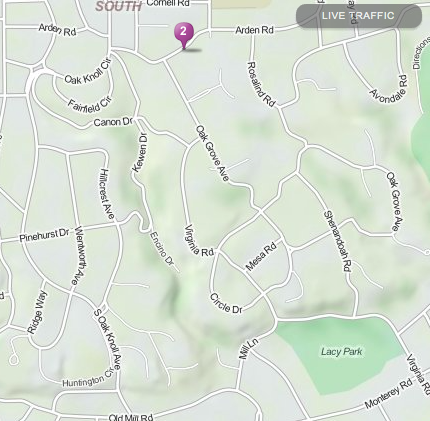 Cornell Rd
SOUTH
LIVE TRAFFIC
Arden Rd
2
Arden Rd
Directions
Oak Knoll Cir
Rosalind Rd
Avondale Rd
Fairfield Cir
Canon Dr
Kewen Dr
Oak Grove Ave
Hillcrest Ave
Oak Grove Ave
Pinehurst Dr
Wentworth Ave
Encino Dr
Virginia Rd
Mesa Rd
Shenandoah Rd
Ridge Way
Circle Dr
S Oak Knoll Ave
Mill Ln
Lacy Park
Virginia Rd
Huntington Cir
Monterey Rd
Old Mill Rd